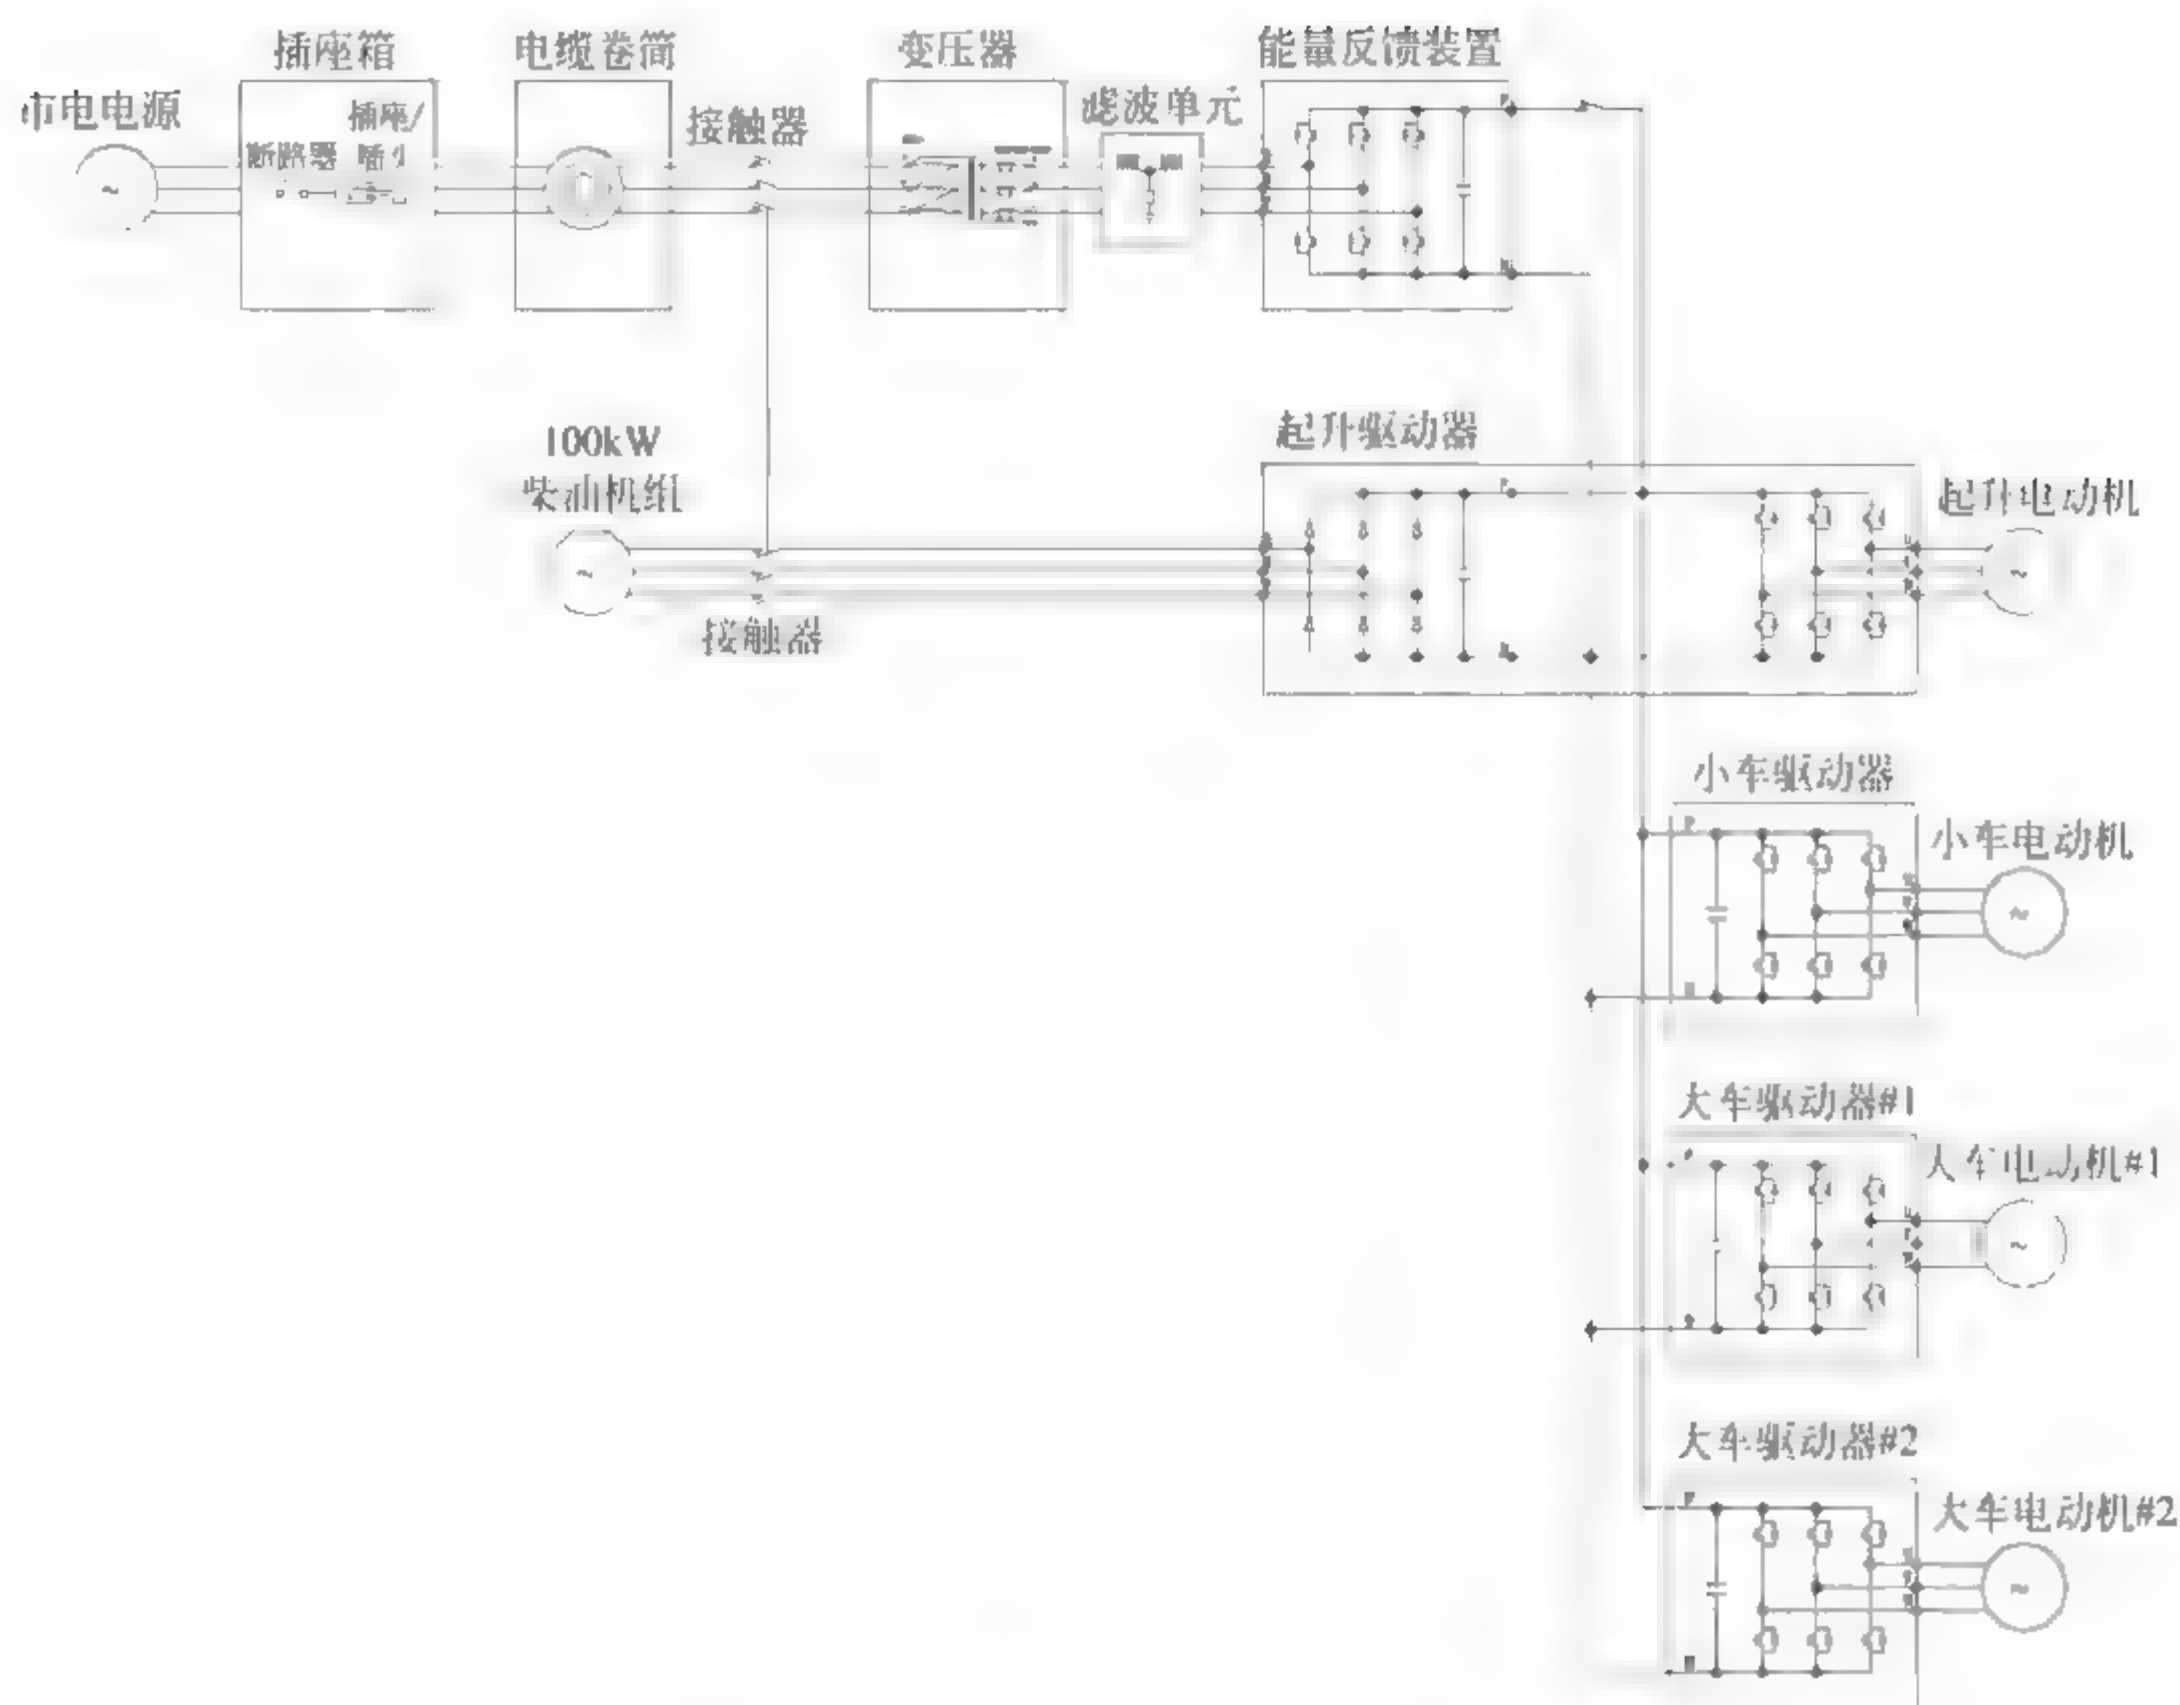 插座箱
电缆卷筒
变压器
能量反馈装置
市电电源
插座/
断路器 插头
接触器
滤波单元
100kW
柴油机组
接触器
起升驱动器
起升电动机
小车驱动器
小车电动机
大车驱动器#1
大车电动机#1
大车驱动器#2
大车电动机#2